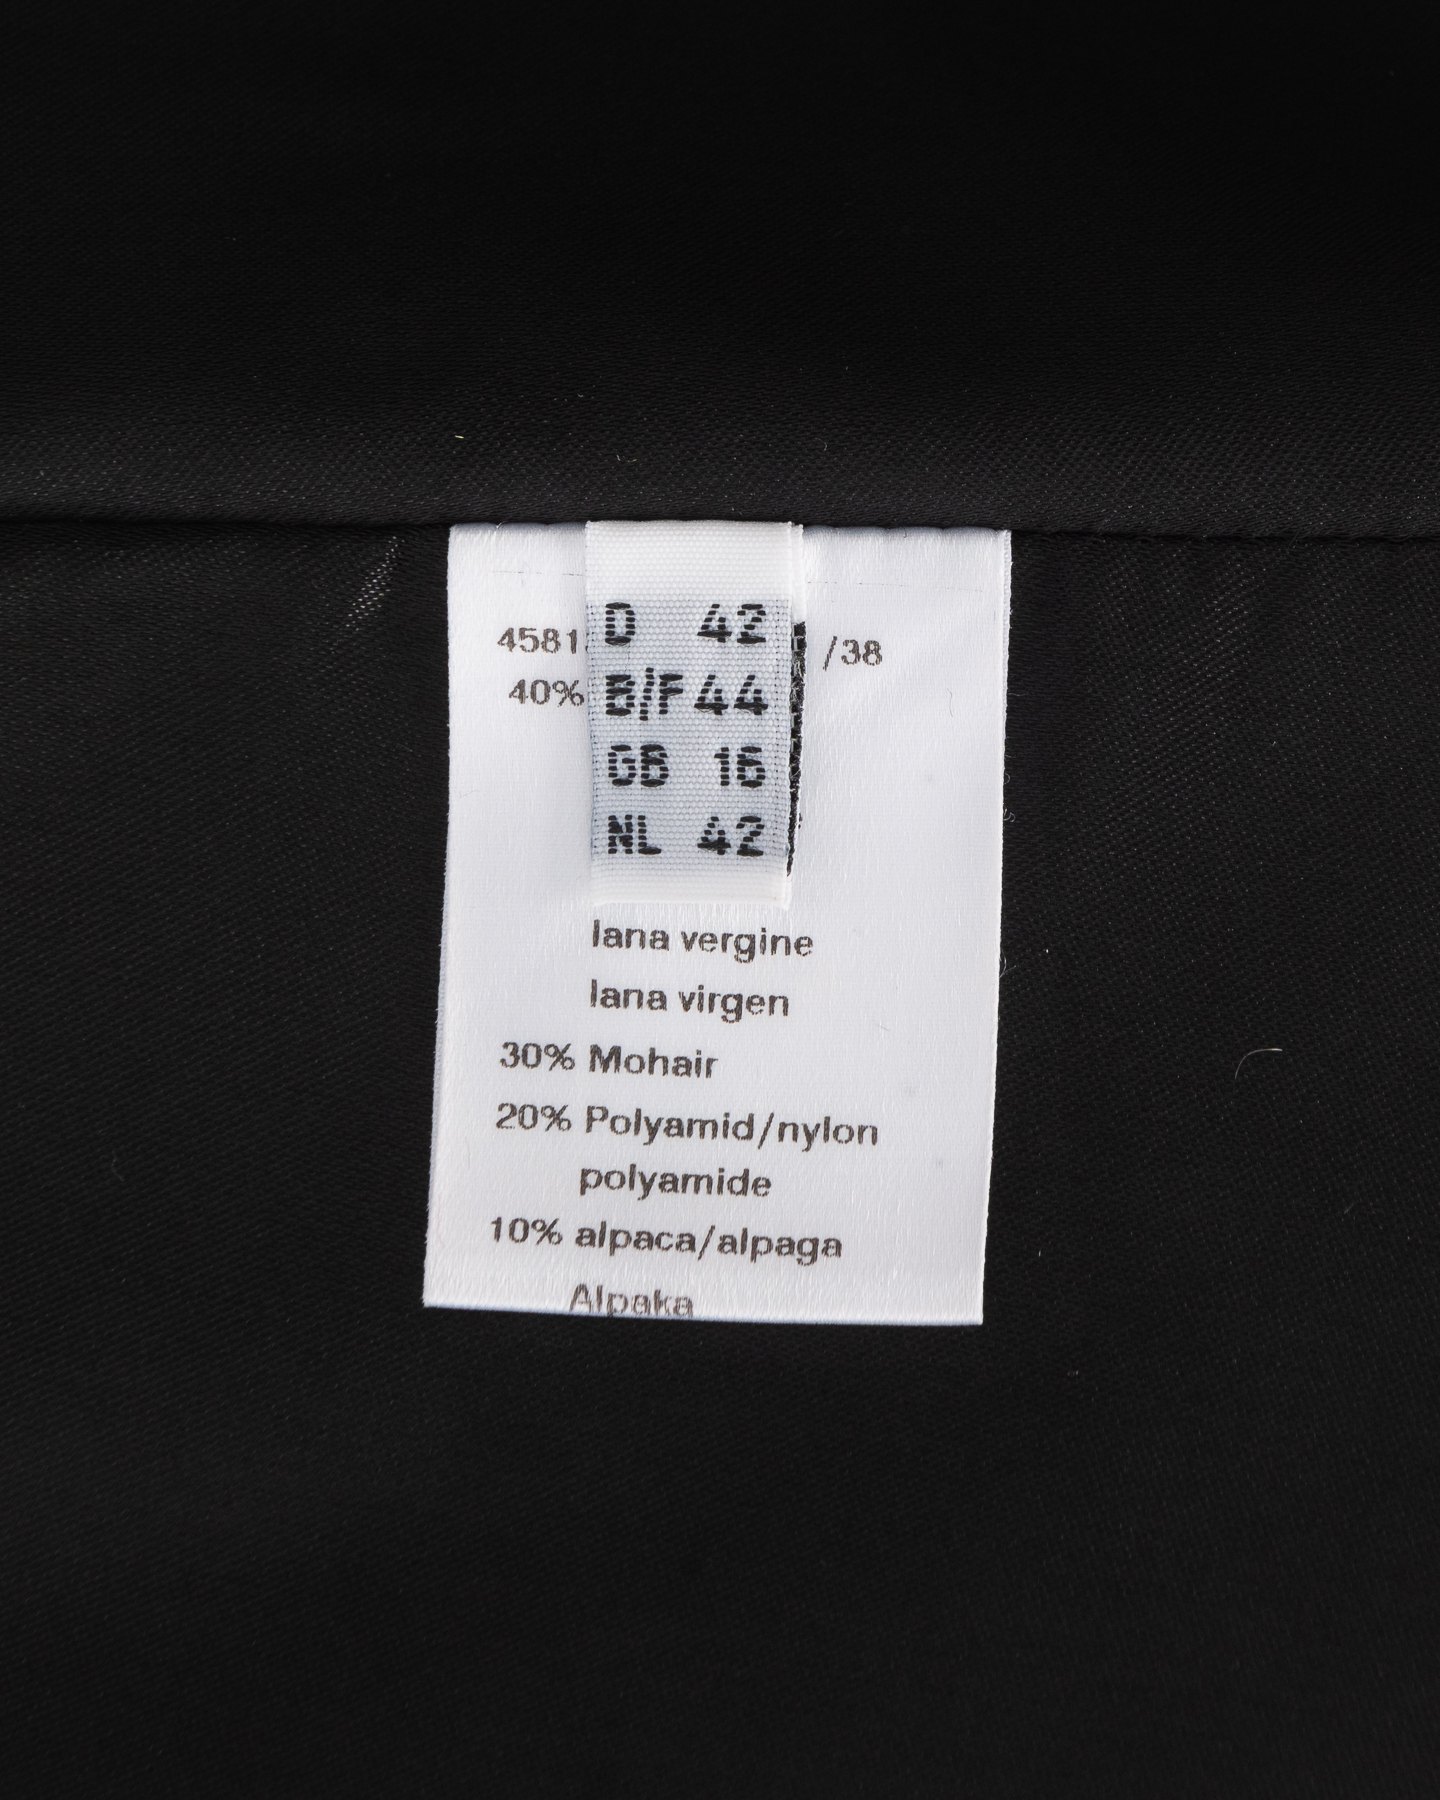 D 42
B/F 44
GB 16
NL 42
4581 /38
40%
lana vergine
lana virgen
30% Mohair
20% Polyamid/nylon
polyamide
10% alpaca/alpaga
Alpaka